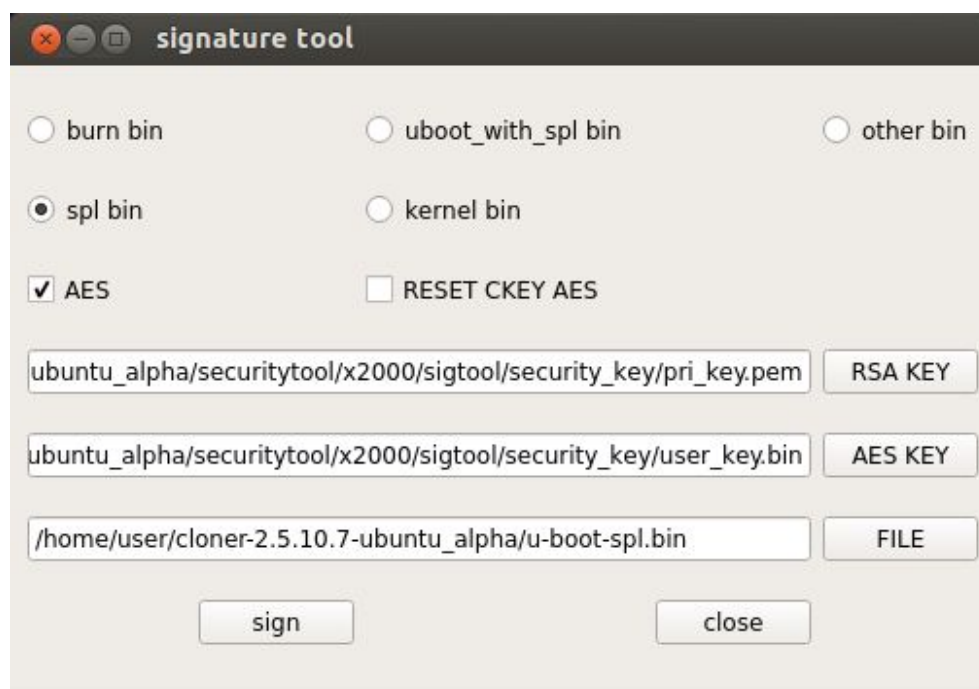 signature tool
burn bin
uboot_with_spl bin
other bin
spl bin
kernel bin
AES
RESET CKEY AES
ubuntu_alpha/securitytool/x2000/sigtool/security_key/pri_key.pem
RSA KEY
ubuntu_alpha/securitytool/x2000/sigtool/security_key/user_key.bin
AES KEY
/home/user/cloner-2.5.10.7-ubuntu_alpha/u-boot-spl.bin
FILE
sign
close